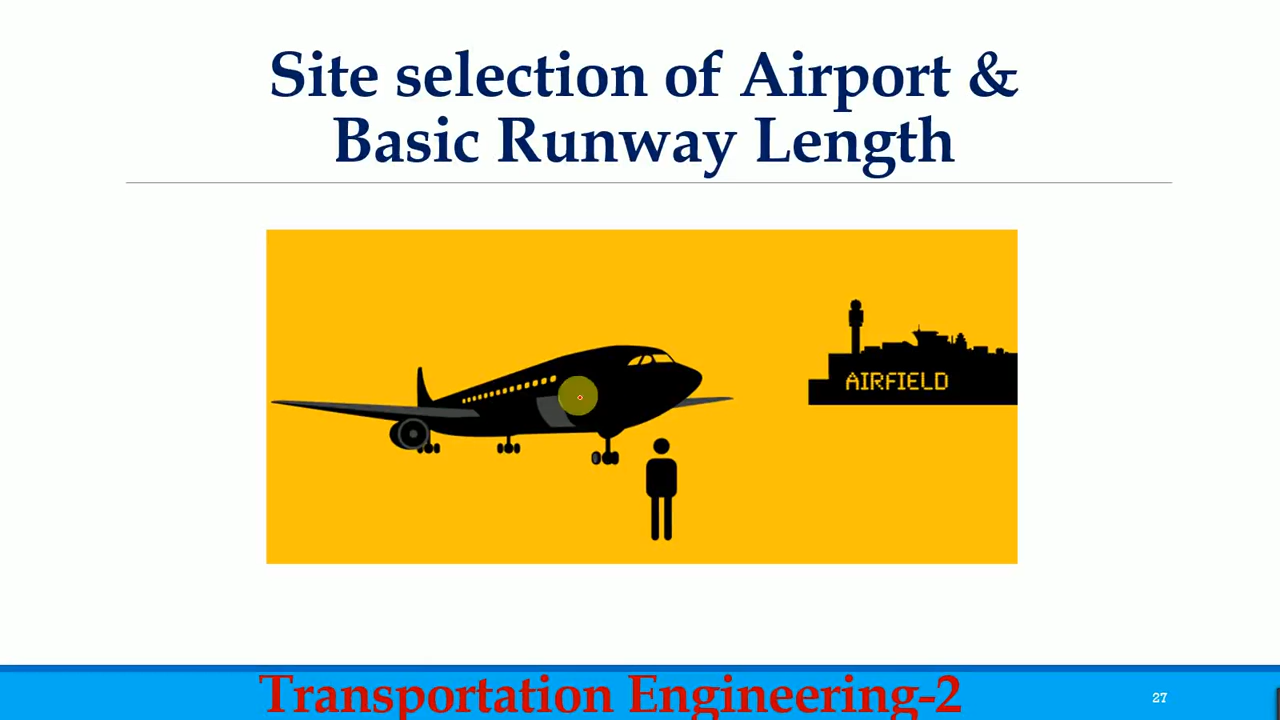 Site selection of Airport &
Basic Runway Length
AIRFIELD
Transportation Engineering-2
27